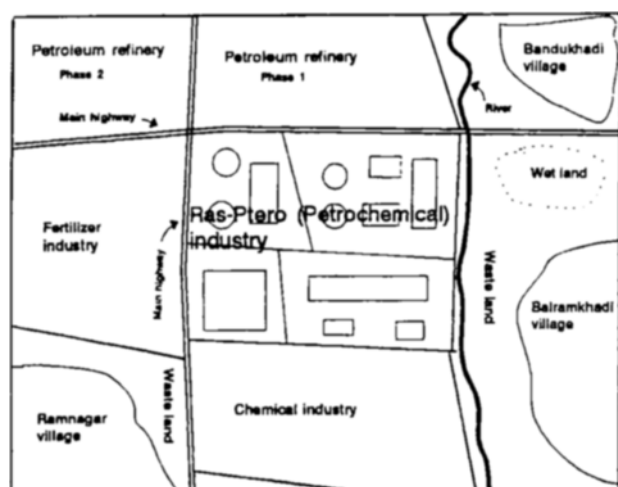 Petroleum refinery
Phase 2
Petroleum refinery
Phase 1
Bandukhadi
village
River
Main highway
Wet land
Ras-Ptero (Petrochemical)
industry
Fertilizer
industry
Main highway
Waste land
Balramkhadi
village
Waste land
Ramnagar
village
Chemical industry